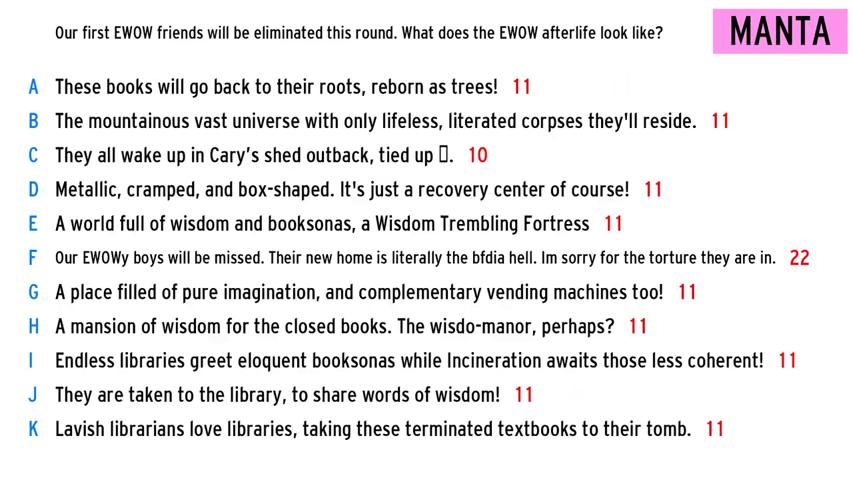 Our first EWOW friends will be eliminated this round. What does the EWOW afterlife look like?
MANTA
A These books will go back to their roots, reborn as trees! 11
B The mountainous vast universe with only lifeless, literated corpses they'll reside. 11
C They all wake up in Cary’s shed outback, tied up ▯. 10
D Metallic, cramped, and box-shaped. It's just a recovery center of course! 11
E A world full of wisdom and booksonas, a Wisdom Trembling Fortress 11
F Our EWOWy boys will be missed. Their new home is literally the bfdia hell. Im sorry for the torture they are in. 22
G A place filled of pure imagination, and complementary vending machines too! 11
H A mansion of wisdom for the closed books. The wisdo-manor, perhaps? 11
I Endless libraries greet eloquent booksonas while Incineration awaits those less coherent! 11
J They are taken to the library, to share words of wisdom! 11
K Lavish librarians love libraries, taking these terminated textbooks to their tomb. 11